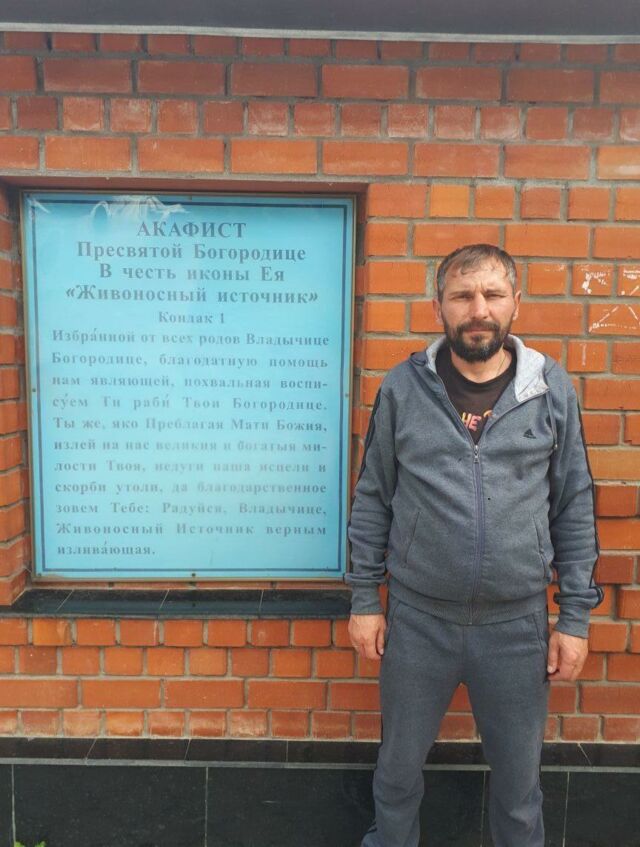 АКАФИСТ
Пресвятой Богородице
В честь иконы Ея
«Живоносный источник»
Кондак 1
Избра́нной от всех родов Владычице
Богородице, благодатную помощь
нам являющей, похвальная воспи-
су́ем Ти раби́ Твои Богородице.
Ты же, яко Преблагая Мати Божия,
излей на нас великия и богатыя ми-
лости Твоя, недуги наша исцели и
скорби утоли, да благодарственное
зовем Тебе: Радуйся, Владычице,
Живоносный Источник верным
излива́ющая.